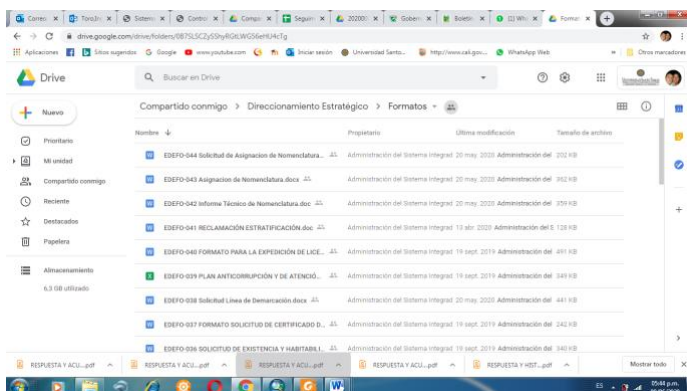 Correo
Sistem
Contro
Compa
Seguin
Gobern
Boletín
Format
drive.google.com/drive/folders/
Aplicaciones
Sitios sugeridos
Google
www.youtube.com
Iniciar sesión
Universidad Santo...
http://www.cali.gov...
WhatsApp Web
Otros marcadores
Drive
Buscar en Drive
Nuevo
Compartido conmigo > Direccionamiento Estratégico > Formatos
Nombre
Propietario
Última modificación
Tamaño de archivo
Prioritario
Mi unidad
Compartido conmigo
Reciente
Destacados
Papelera
Almacenamiento
6,3 GB utilizado
EDEFO-044 Solicitud de Asignacion de Nomenclatura... Administración del Sistema Integrad 20 may. 2020 Administración del 202 KB
EDEFO-043 Asignacion de Nomenclatura.docx Administración del Sistema Integrad 20 may. 2020 Administración del 362 KB
EDEFO-042 Informe Técnico de Nomenclatura.doc Administración del Sistema Integrad 20 may. 2020 Administración del 359 KB
EDEFO-041 RECLAMACIÓN ESTRATIFICACIÓN.doc Administración del Sistema Integrad 13 abr. 2020 Administración del S 128 KB
EDEFO-040 FORMATO PARA LA EXPEDICIÓN DE LICE... Administración del Sistema Integrad 19 sept. 2019 Administración del 491 KB
EDEFO-039 PLAN ANTICORRUPCIÓN Y DE ATENCIÓ... Administración del Sistema Integrad 19 sept. 2019 Administración del 349 KB
EDEFO-038 Solicitud Linea de Demarcación.docx Administración del Sistema Integrad 20 may. 2020 Administración del 441 KB
EDEFO-037 FORMATO SOLICITUD DE CERTIFICADO D... Administración del Sistema Integrad 19 sept. 2019 Administración del 242 KB
EDEFO-036 SOLICITUD DE EXISTENCIA Y HABITABILI... Administración del Sistema Integrad 19 sept. 2019 Administración del 340 KB
RESPUESTA Y ACU....pdf
RESPUESTA Y ACU....pdf
RESPUESTA Y ACU....pdf
RESPUESTA Y ACU....pdf
RESPUESTA Y HIST....pdf
Mostrar todo
ES
05:44 p.m.